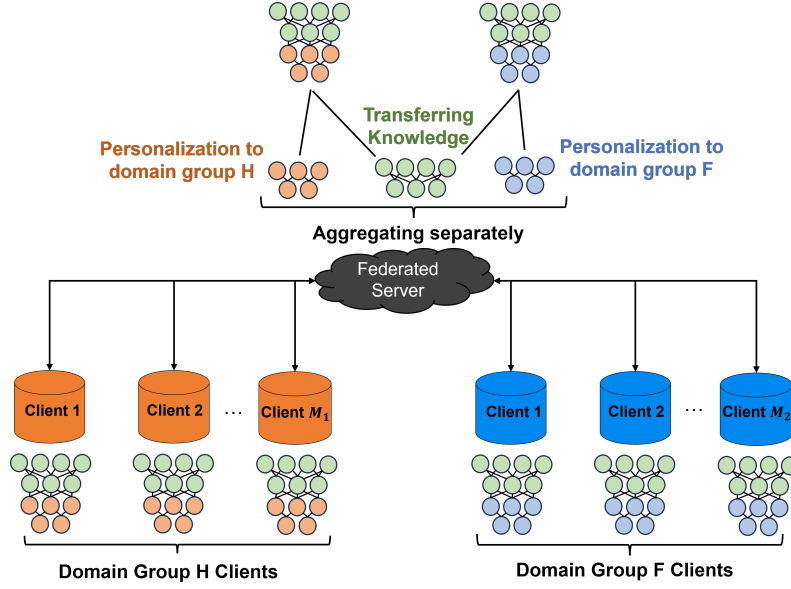 Transferring
Knowledge
Personalization to
domain group H
Personalization to
domain group F
Aggregating separately
Federated
Server
Client 1
Client 2
...
Client M₁
Client 1
Client 2
...
Client M₂
Domain Group H Clients
Domain Group F Clients